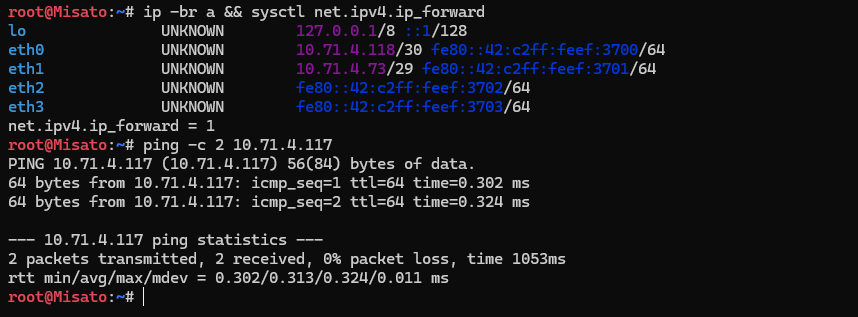 root@Misato:~# ip -br a && sysctl net.ipv4.ip_forward
lo               UNKNOWN        127.0.0.1/8 ::1/128
eth0             UNKNOWN        10.71.4.118/30 fe80::42:c2ff:feef:3700/64
eth1             UNKNOWN        10.71.4.73/29 fe80::42:c2ff:feef:3701/64
eth2             UNKNOWN        fe80::42:c2ff:feef:3702/64
eth3             UNKNOWN        fe80::42:c2ff:feef:3703/64
net.ipv4.ip_forward = 1
root@Misato:~# ping -c 2 10.71.4.117
PING 10.71.4.117 (10.71.4.117) 56(84) bytes of data.
64 bytes from 10.71.4.117: icmp_seq=1 ttl=64 time=0.302 ms
64 bytes from 10.71.4.117: icmp_seq=2 ttl=64 time=0.324 ms

--- 10.71.4.117 ping statistics ---
2 packets transmitted, 2 received, 0% packet loss, time 1053ms
rtt min/avg/max/mdev = 0.302/0.313/0.324/0.011 ms
root@Misato:~#